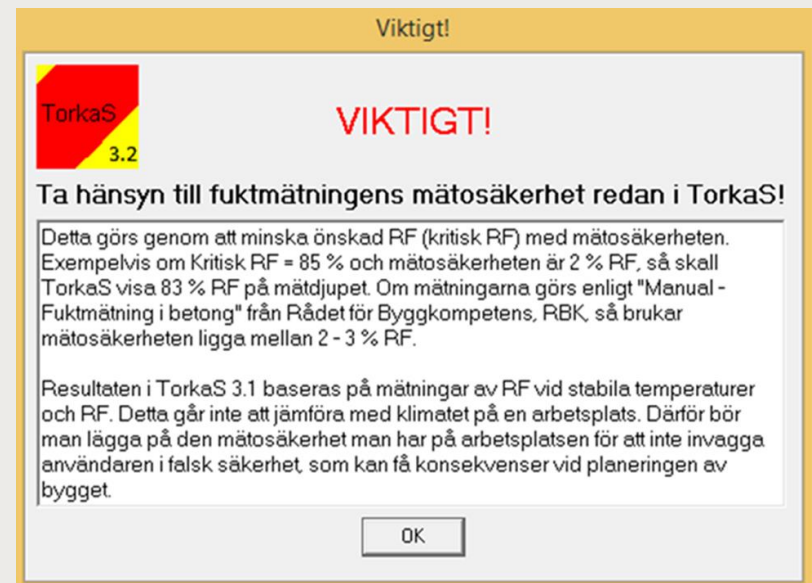 Viktigt!
TorkaS
3.2
VIKTIGT!
Ta hänsyn till fuktmätningens mätosäkerhet redan i TorkaS!
Detta görs genom att minska önskad RF (kritisk RF) med mätosäkerheten.
Exempelvis om Kritisk RF = 85 % och mätosäkerheten är 2 % RF, så skall
TorkaS visa 83 % RF på mätdjupet. Om mätningarna görs enligt "Manual -
Fuktmätning i betong" från Rådet för Byggkompetens, RBK, så brukar
mätosäkerheten ligga mellan 2 - 3 % RF.
Resultaten i TorkaS 3.1 baseras på mätningar av RF vid stabila temperaturer
och RF. Detta går inte att jämföra med klimatet på en arbetsplats. Därför bör
man lägga på den mätosäkerhet man har på arbetsplatsen för att inte invagga
användaren i falsk säkerhet, som kan få konsekvenser vid planeringen av
bygget.
OK